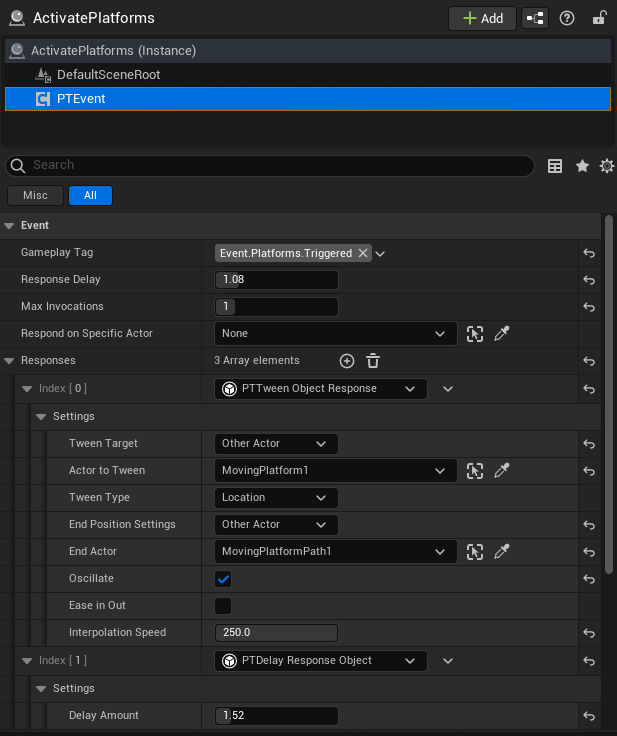 ActivatePlatforms
Add
ActivatePlatforms (Instance)
DefaultSceneRoot
PTEvent
Search
Misc All
Event
Gameplay Tag Event.Platforms.Triggered
Response Delay 1.08
Max Invocations 1
Respond on Specific Actor None
Responses 3 Array elements
Index [ 0 ] PTTween Object Response
Settings
Tween Target Other Actor
Actor to Tween MovingPlatform1
Tween Type Location
End Position Settings Other Actor
End Actor MovingPlatformPath1
Oscillate
Ease in Out
Interpolation Speed 250.0
Index [ 1 ] PTDelay Response Object
Settings
Delay Amount 1.52